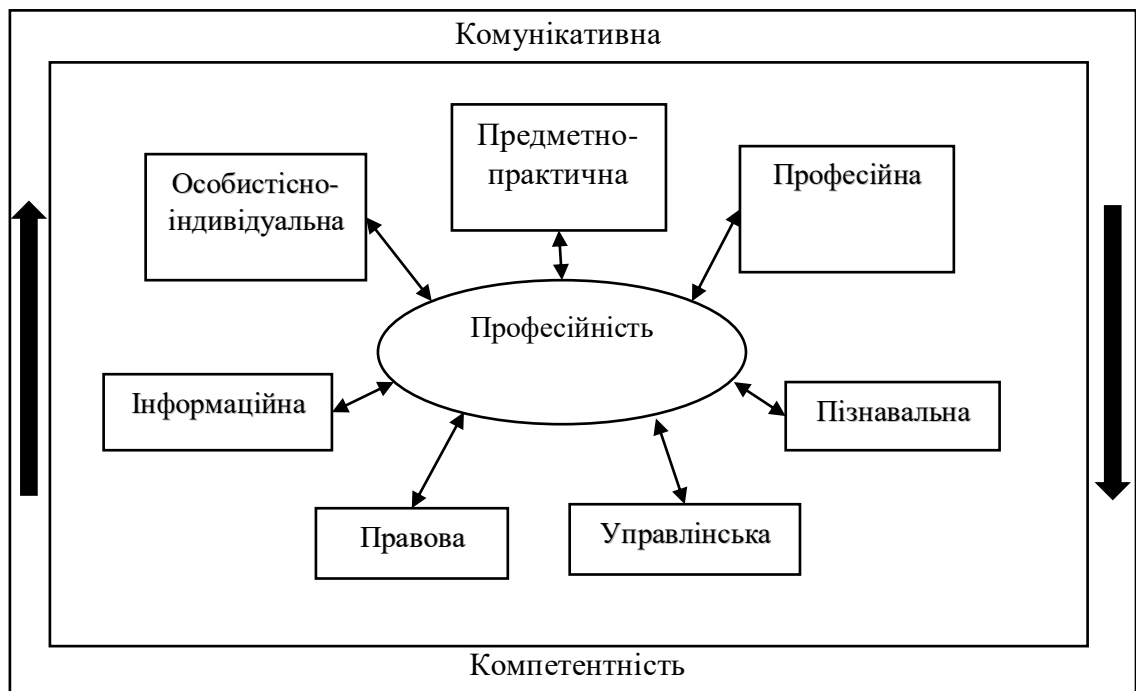 Комунікативна
Предметно-
практична
Особистісно-
індивідуальна
Професійна
Професійність
Інформаційна
Пізнавальна
Правова
Управлінська
Компетентність